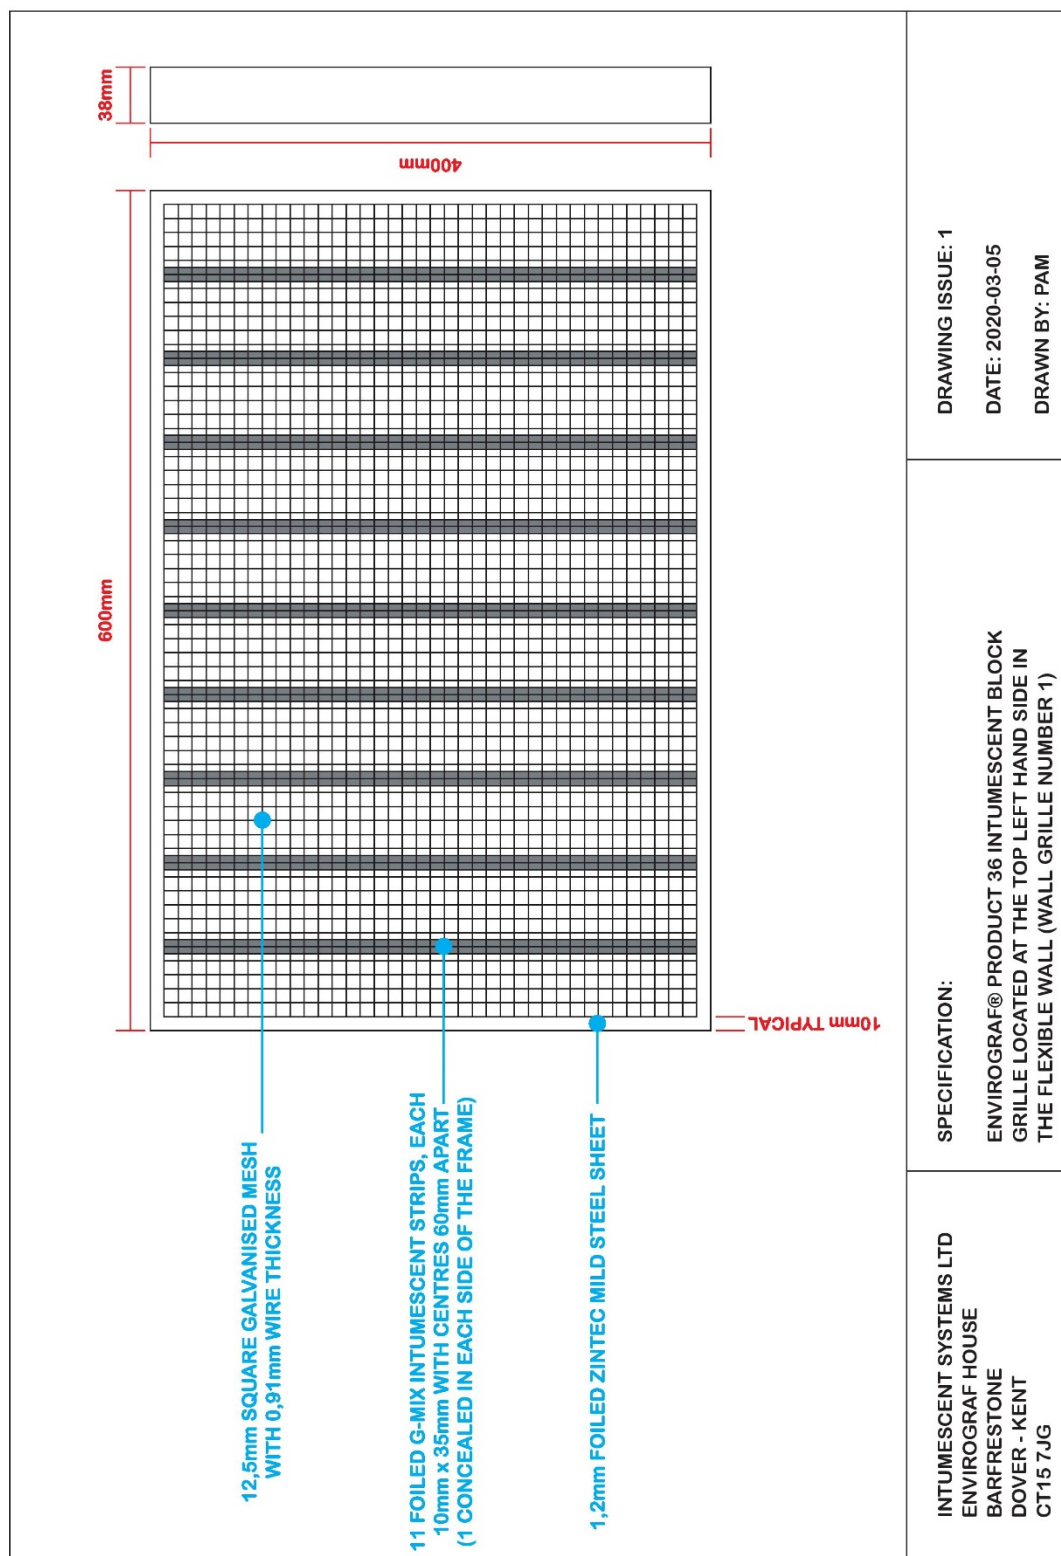 600mm
38mm
400mm
10mm TYPICAL
12,5mm SQUARE GALVANISED MESH
WITH 0,91mm WIRE THICKNESS
11 FOILED G-MIX INTUMESCENT STRIPS, EACH
10mm x 35mm WITH CENTRES 60mm APART
(1 CONCEALED IN EACH SIDE OF THE FRAME)
1,2mm FOILED ZINTEC MILD STEEL SHEET
INTUMESCENT SYSTEMS LTD
ENVIROGRAF HOUSE
BARFRESTONE
DOVER - KENT
CT15 7JG
SPECIFICATION:
ENVIROGRAF® PRODUCT 36 INTUMESCENT BLOCK
GRILLE LOCATED AT THE TOP LEFT HAND SIDE IN
THE FLEXIBLE WALL (WALL GRILLE NUMBER 1)
DRAWING ISSUE: 1
DATE: 2020-03-05
DRAWN BY: PAM